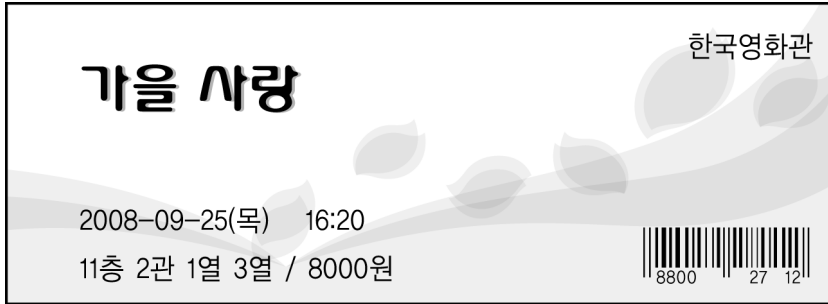 한국영화관
가을 사랑
2008-09-25(목) 16:20
11층 2관 1열 3열 / 8000원
8800 27 12